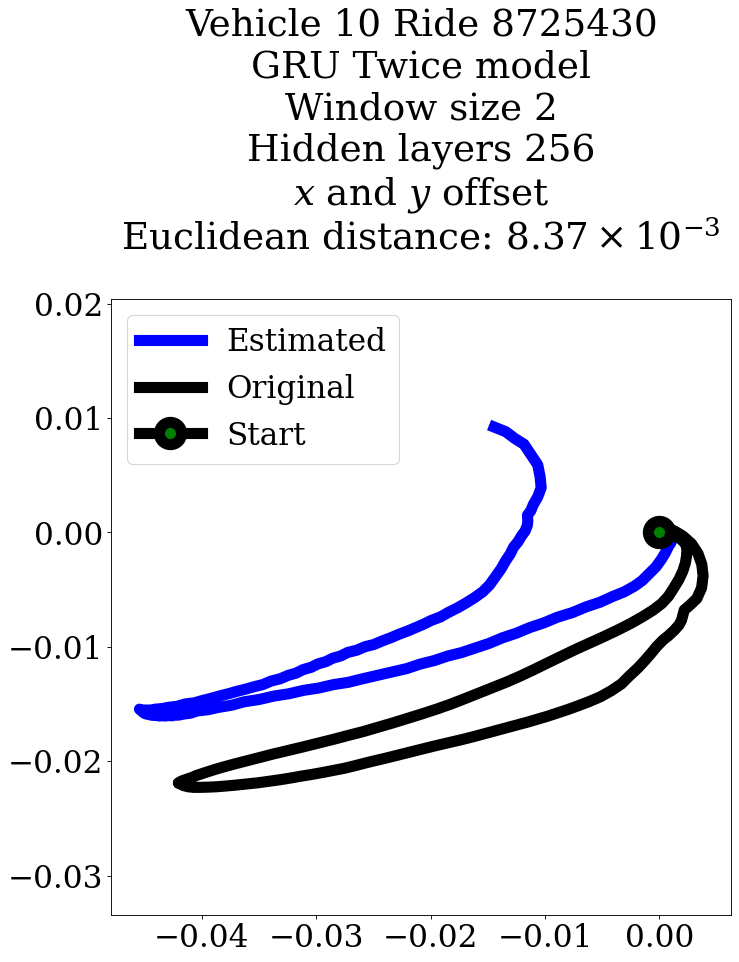 Vehicle 10 Ride 8725430
GRU Twice model
Window size 2
Hidden layers 256
x and y offset
Euclidean distance: 8.37 × 10⁻³
0.02
0.01
0.00
−0.01
−0.02
−0.03
Estimated
Original
Start
−0.04 −0.03 −0.02 −0.01 0.00